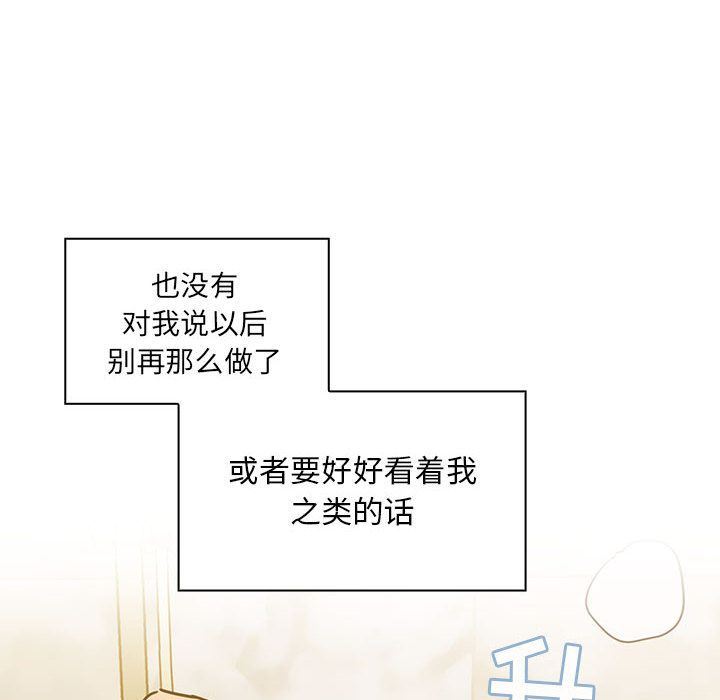 也没有
对我说以后
别再那么做了
或者要好好看着我
之类的话
升